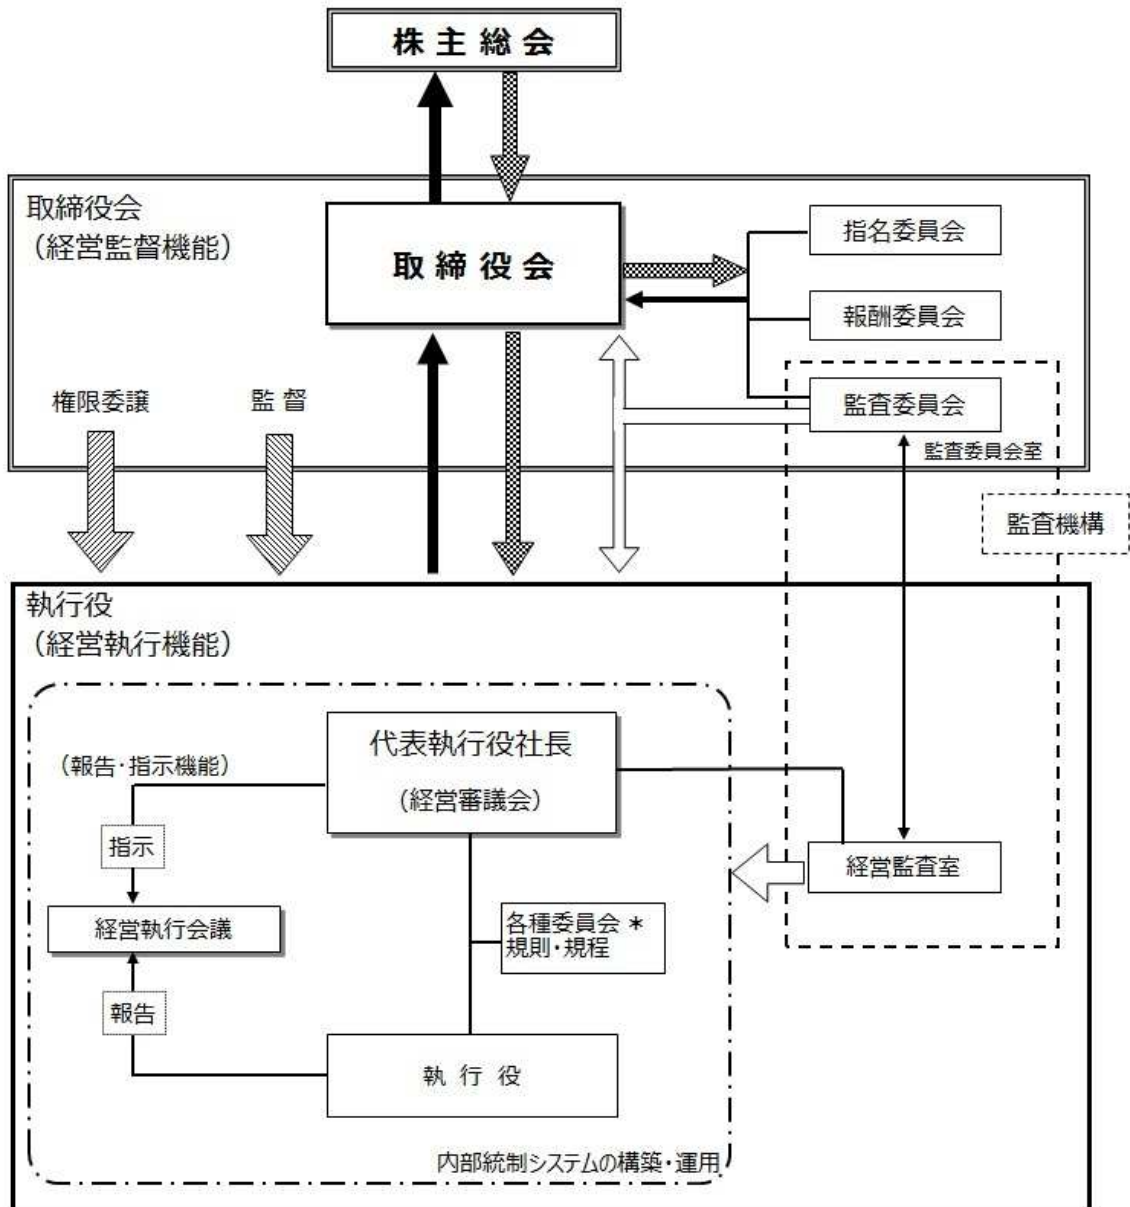 株主総会
取締役会
（経営監督機能）
取締役会
指名委員会
報酬委員会
監査委員会
監査委員会室
権限委譲
監督
監査機構
執行役
（経営執行機能）
代表執行役社長
（経営審議会）
（報告・指示機能）
指示
経営監査室
経営執行会議
各種委員会＊
規則・規程
報告
執行役
内部統制システムの構築・運用